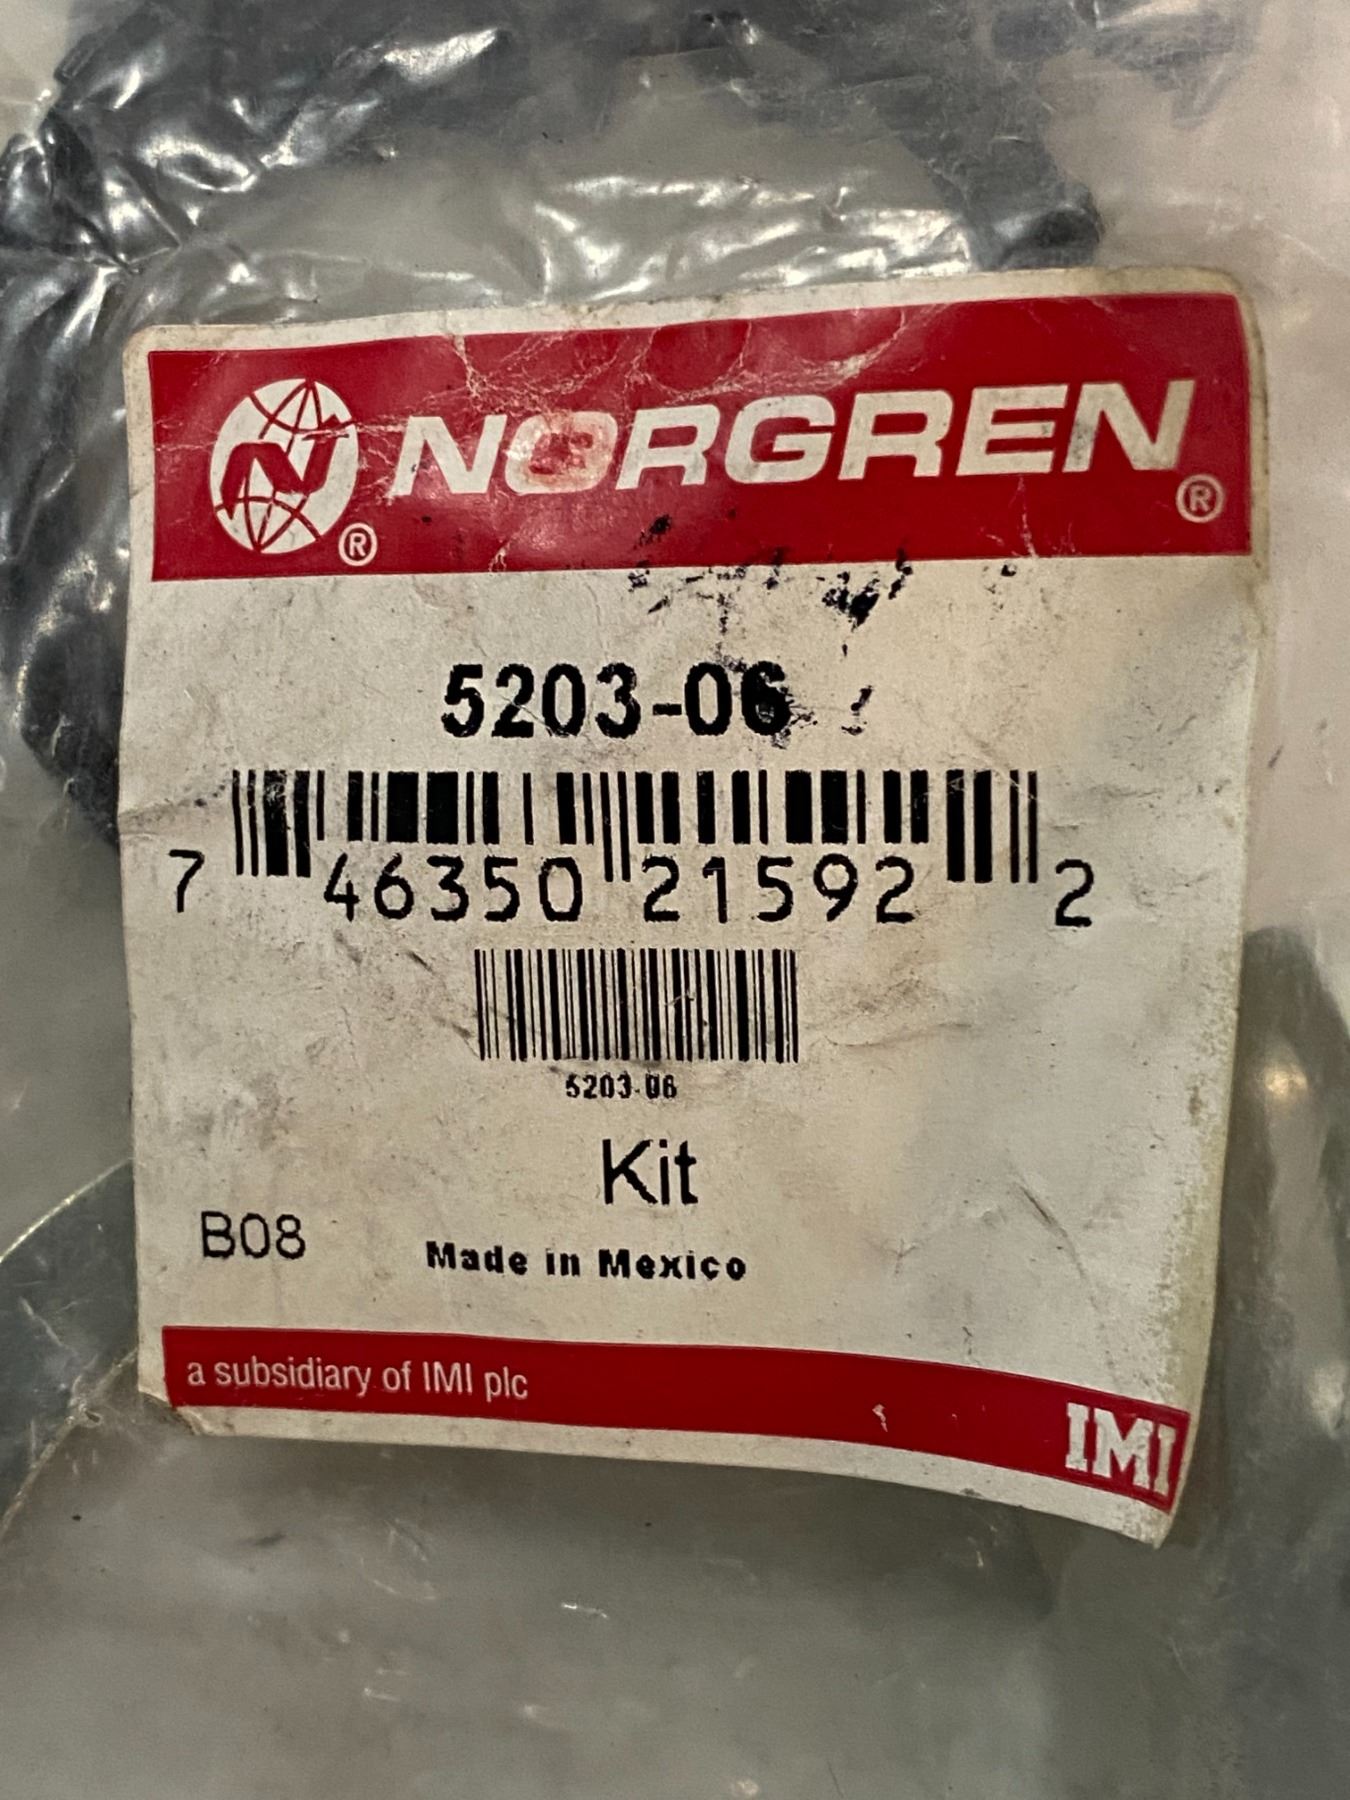 NORGREN®
®
5203-06
7 46350 21592 2
5203-06
Kit
B08
Made in Mexico
a subsidiary of IMI plc
IMI